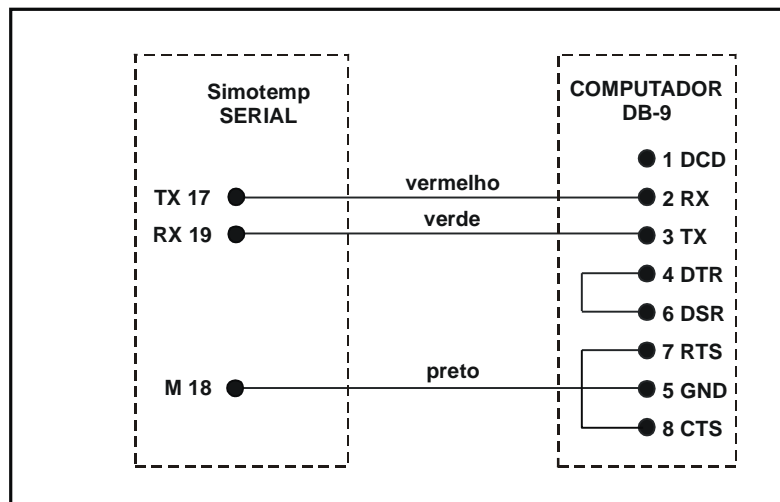 Simotemp
SERIAL
COMPUTADOR
DB-9
1 DCD
TX 17
vermelho
2 RX
RX 19
verde
3 TX
4 DTR
6 DSR
7 RTS
M 18
preto
5 GND
8 CTS